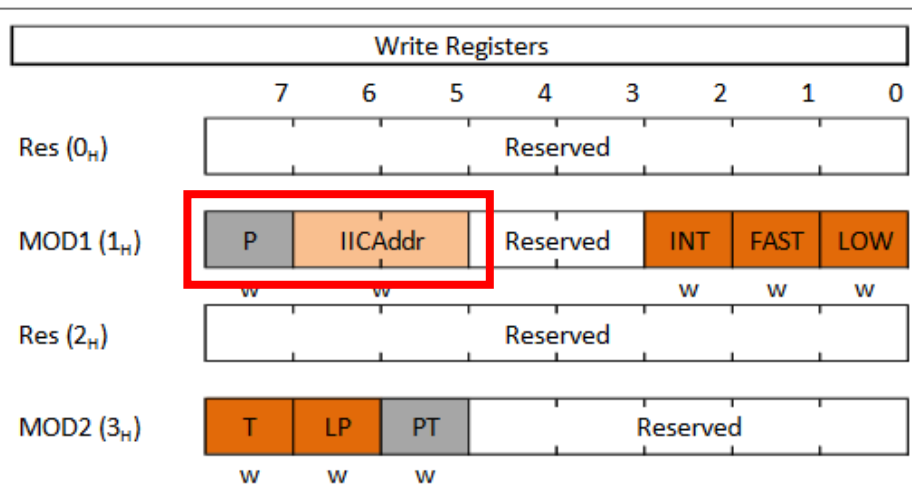 Write Registers
7 6 5 4 3 2 1 0
Res (0H) Reserved
MOD1 (1H) P IICAddr Reserved INT FAST LOW
w w w w w
Res (2H) Reserved
MOD2 (3H) T LP PT Reserved
w w w